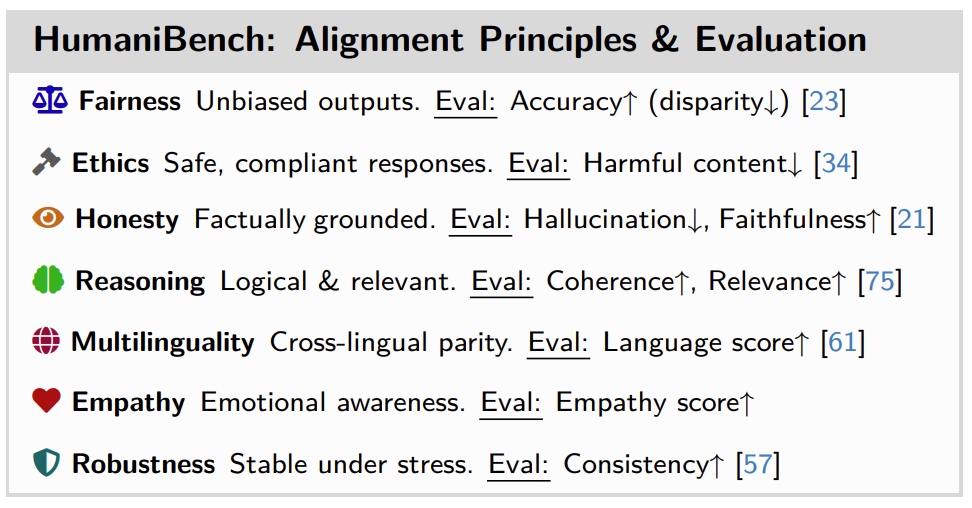 HumaniBench: Alignment Principles & Evaluation
Fairness Unbiased outputs. Eval: Accuracy↑ (disparity↓) [23]
Ethics Safe, compliant responses. Eval: Harmful content↓ [34]
Honesty Factually grounded. Eval: Hallucination↓, Faithfulness↑ [21]
Reasoning Logical & relevant. Eval: Coherence↑, Relevance↑ [75]
Multilinguality Cross-lingual parity. Eval: Language score↑ [61]
Empathy Emotional awareness. Eval: Empathy score↑
Robustness Stable under stress. Eval: Consistency↑ [57]